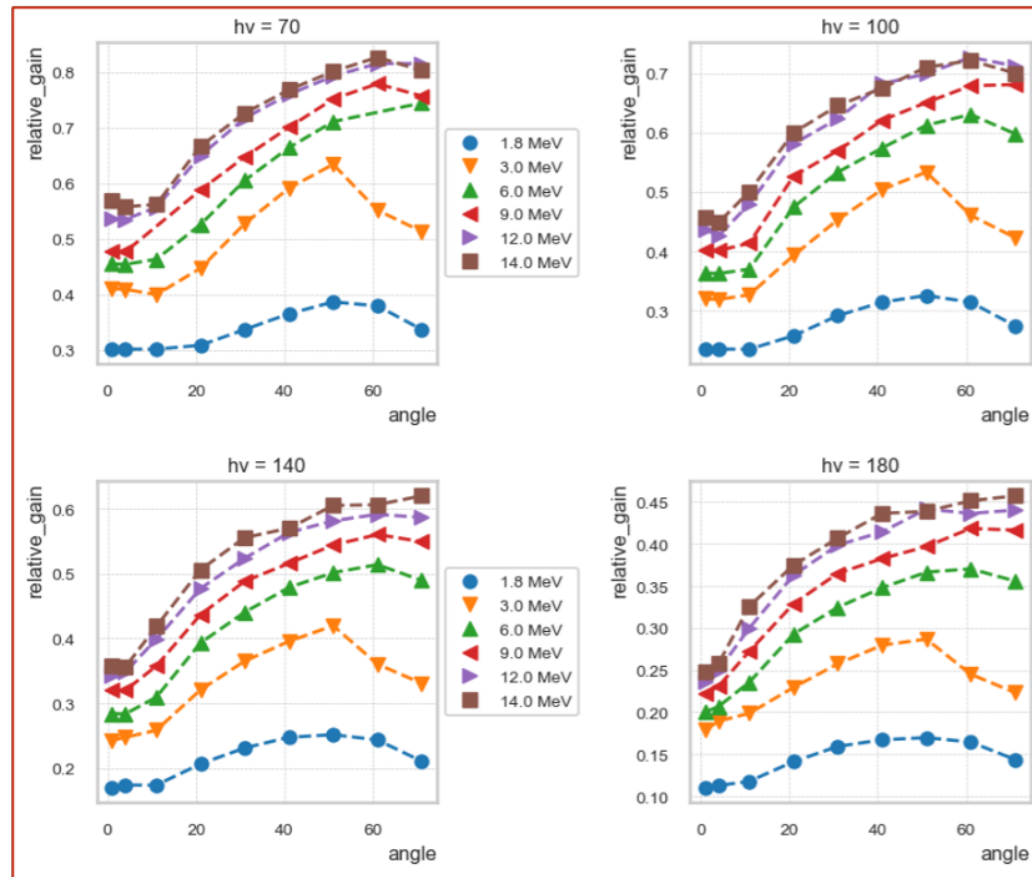 hv = 70
relative_gain
0.8
0.7
0.6
0.5
0.4
0.3
0
20
40
60
angle
1.8 MeV
3.0 MeV
6.0 MeV
9.0 MeV
12.0 MeV
14.0 MeV
hv = 100
relative_gain
0.7
0.6
0.5
0.4
0.3
0
20
40
60
angle
hv = 140
relative_gain
0.6
0.5
0.4
0.3
0.2
0
20
40
60
angle
1.8 MeV
3.0 MeV
6.0 MeV
9.0 MeV
12.0 MeV
14.0 MeV
hv = 180
relative_gain
0.45
0.40
0.35
0.30
0.25
0.20
0.15
0.10
0
20
40
60
angle